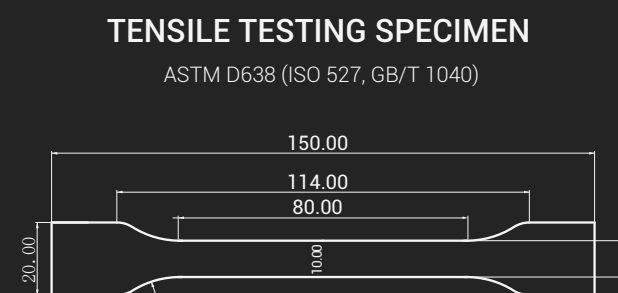 TENSILE TESTING SPECIMEN
ASTM D638 (ISO 527, GB/T 1040)
150.00
114.00
80.00
10.00
20.00